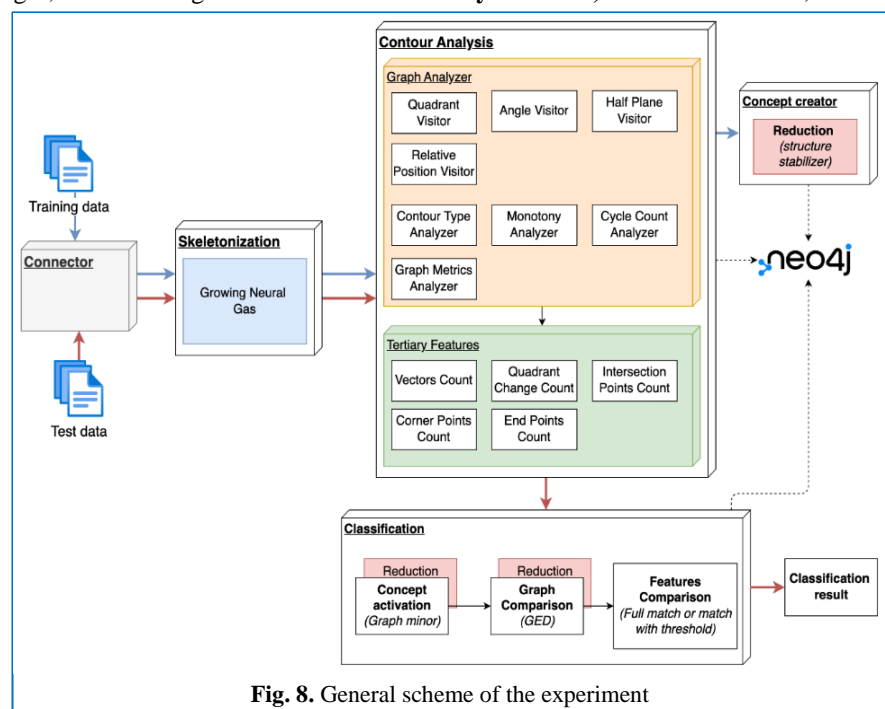 Contour Analysis
Graph Analyzer
Quadrant
Visitor
Angle Visitor
Half Plane
Visitor
Relative
Position Visitor
Contour Type
Analyzer
Monotony
Analyzer
Cycle Count
Analyzer
Graph Metrics
Analyzer
Tertiary Features
Vectors Count
Quadrant
Change Count
Intersection
Points Count
Corner Points
Count
End Points
Count
Concept creator
Reduction
(structure
stabilizer)
Training data
Connector
Skeletonization
Growing Neural
Gas
Test data
neo4j
Classification
Reduction
Concept
activation
(Graph minor)
Reduction
Graph
Comparison
(GED)
Features
Comparison
(Full match or match
with threshold)
Classification
result
Fig. 8. General scheme of the experiment